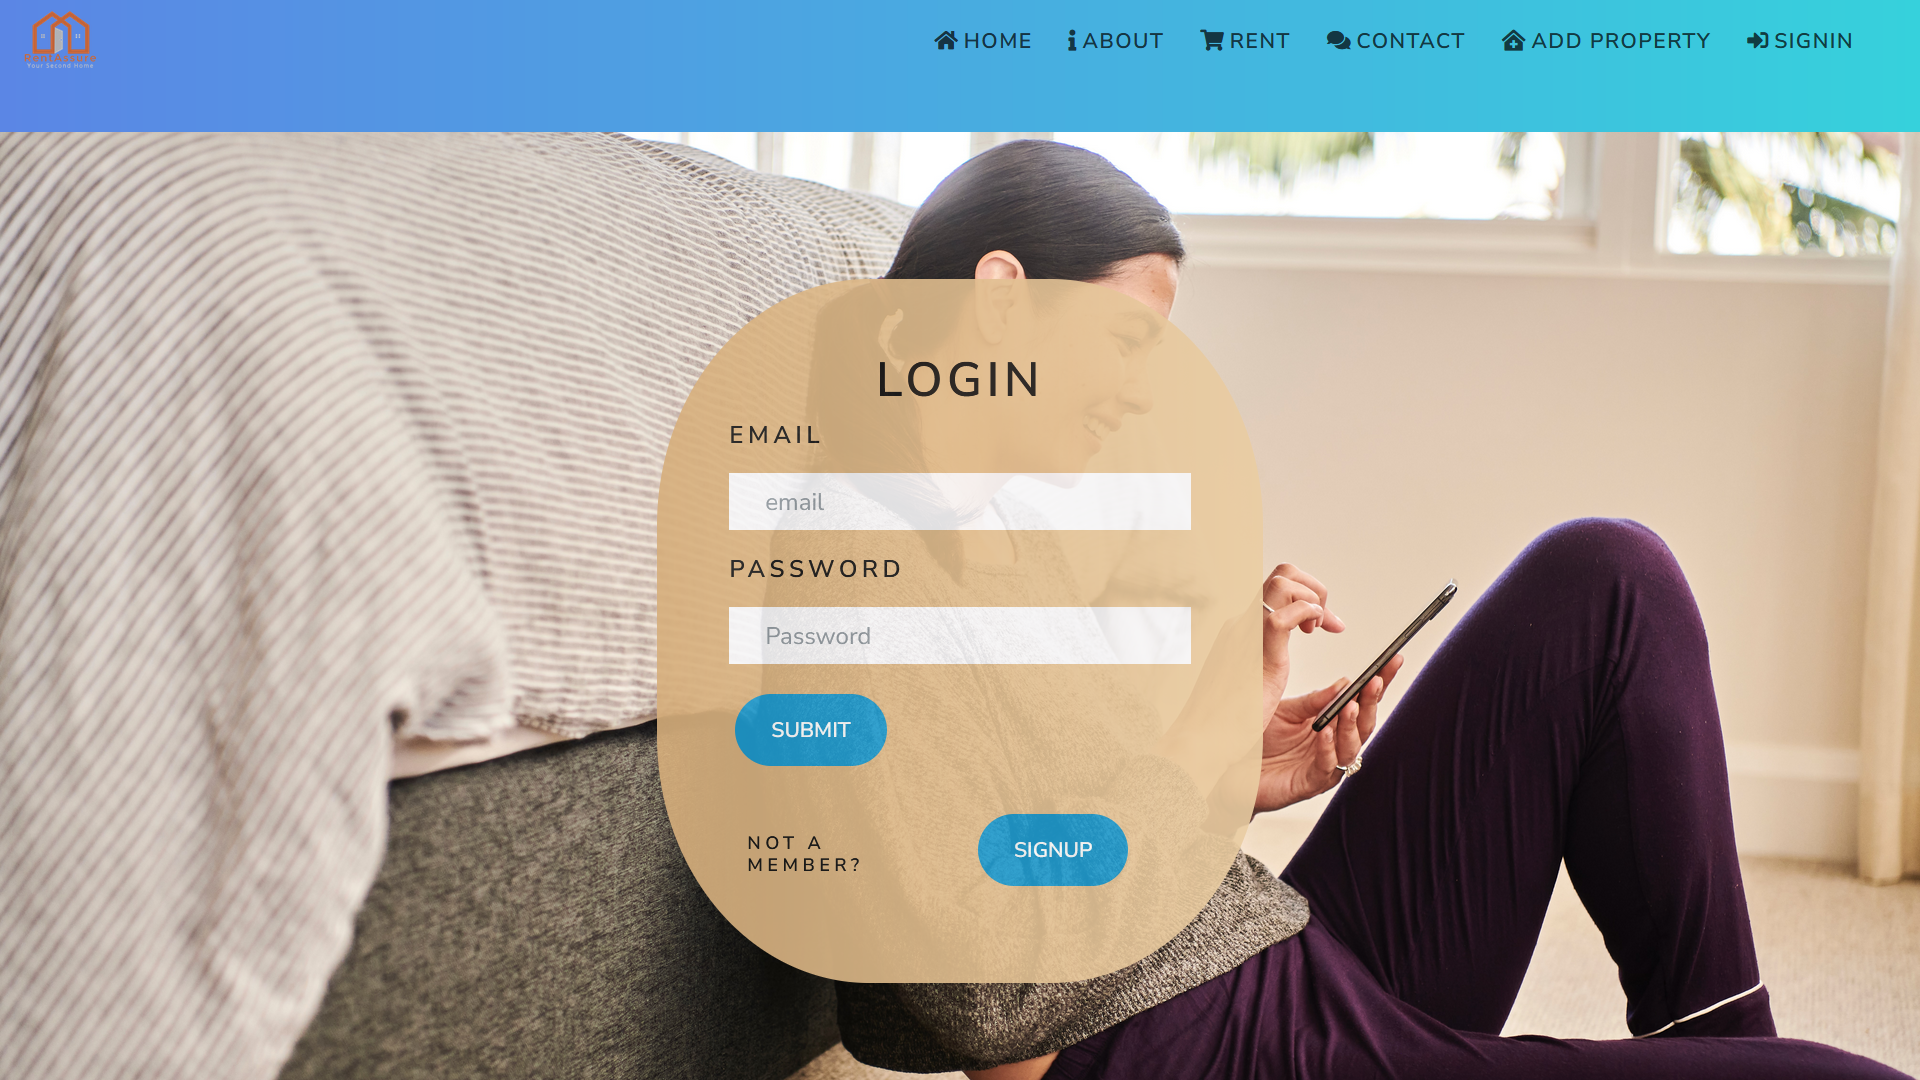 Your Second Home
HOME
ABOUT
RENT
CONTACT
ADD PROPERTY
SIGNIN
LOGIN
EMAIL
email
PASSWORD
Password
SUBMIT
NOT A
MEMBER?
SIGNUP